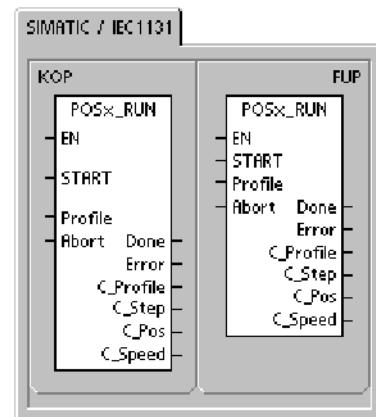 SIMATIC / IEC1131
KOP
POSx_RUN
EN
START
Profile
Abort Done
Error
C_Profile
C_Step
C_Pos
C_Speed
FUP
POSx_RUN
EN
START
Profile
Abort Done
Error
C_Profile
C_Step
C_Pos
C_Speed